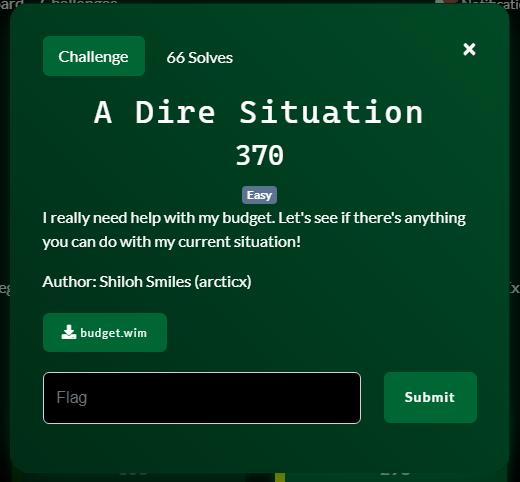 Challenge
66 Solves
×
A Dire Situation
370
Easy
I really need help with my budget. Let's see if there's anything
you can do with my current situation!
Author: Shiloh Smiles (arcticx)
budget.wim
Flag
Submit